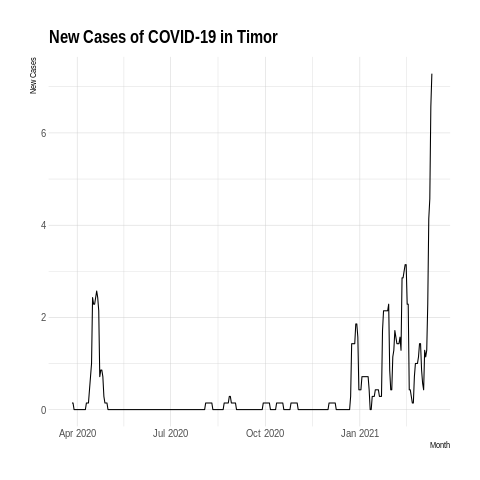 New Cases of COVID-19 in Timor
New Cases
6
4
2
0
Apr 2020 Jul 2020 Oct 2020 Jan 2021
Month